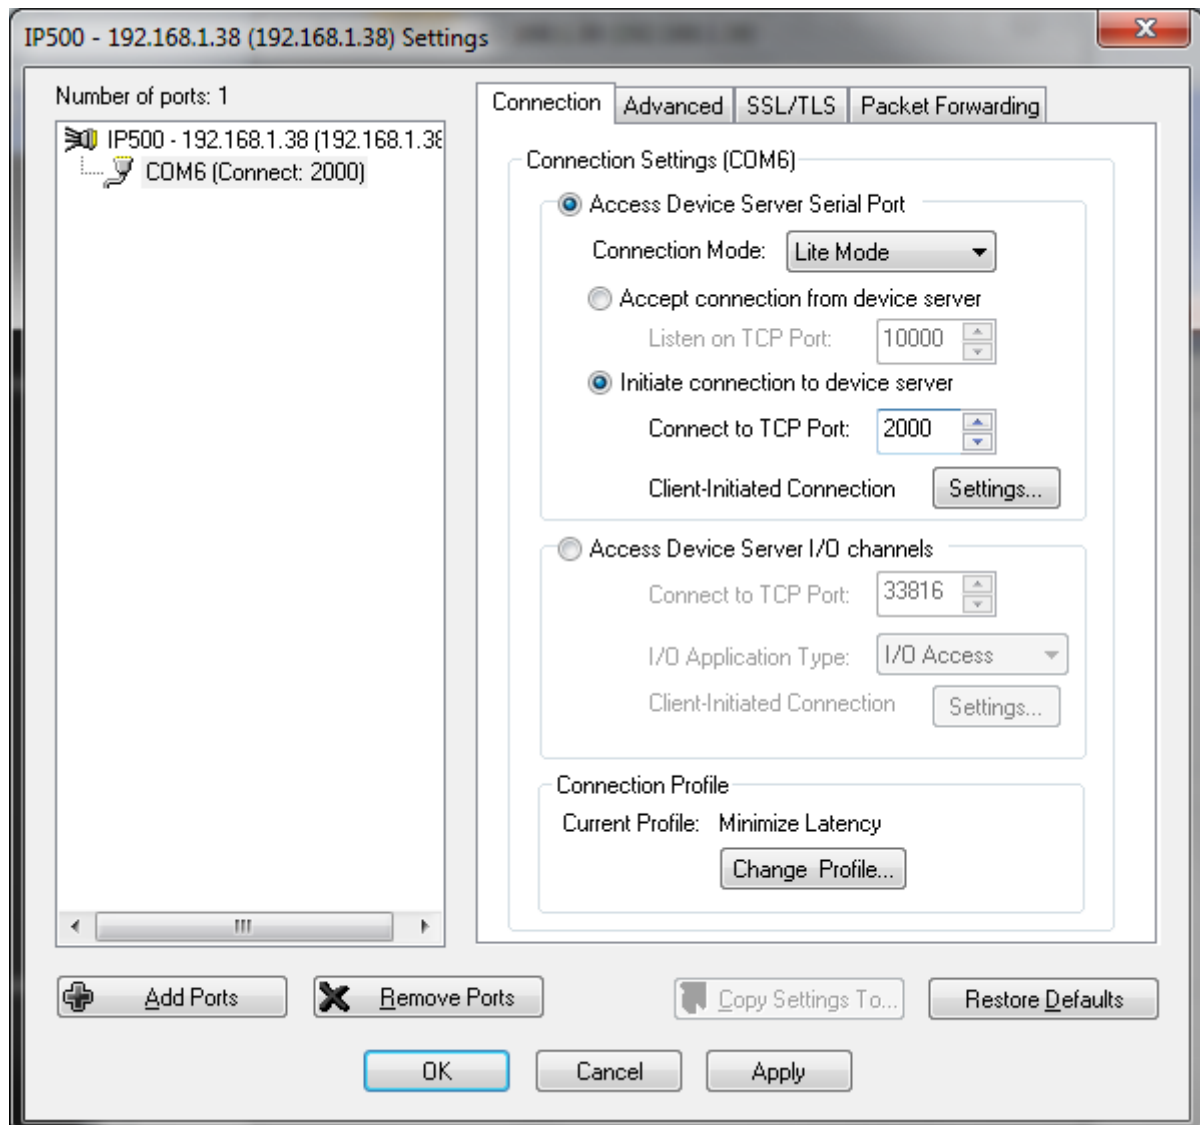 IP500 - 192.168.1.38 (192.168.1.38) Settings
Number of ports: 1
IP500 - 192.168.1.38 (192.168.1.38
COM6 (Connect: 2000)
Connection
Advanced
SSL/TLS
Packet Forwarding
Connection Settings (COM6)
Access Device Server Serial Port
Connection Mode: Lite Mode
Accept connection from device server
Listen on TCP Port: 10000
Initiate connection to device server
Connect to TCP Port: 2000
Client-Initiated Connection Settings...
Access Device Server I/O channels
Connect to TCP Port: 33816
I/O Application Type: I/O Access
Client-Initiated Connection Settings...
Connection Profile
Current Profile: Minimize Latency
Change Profile...
Add Ports
Remove Ports
Copy Settings To...
Restore Defaults
OK
Cancel
Apply